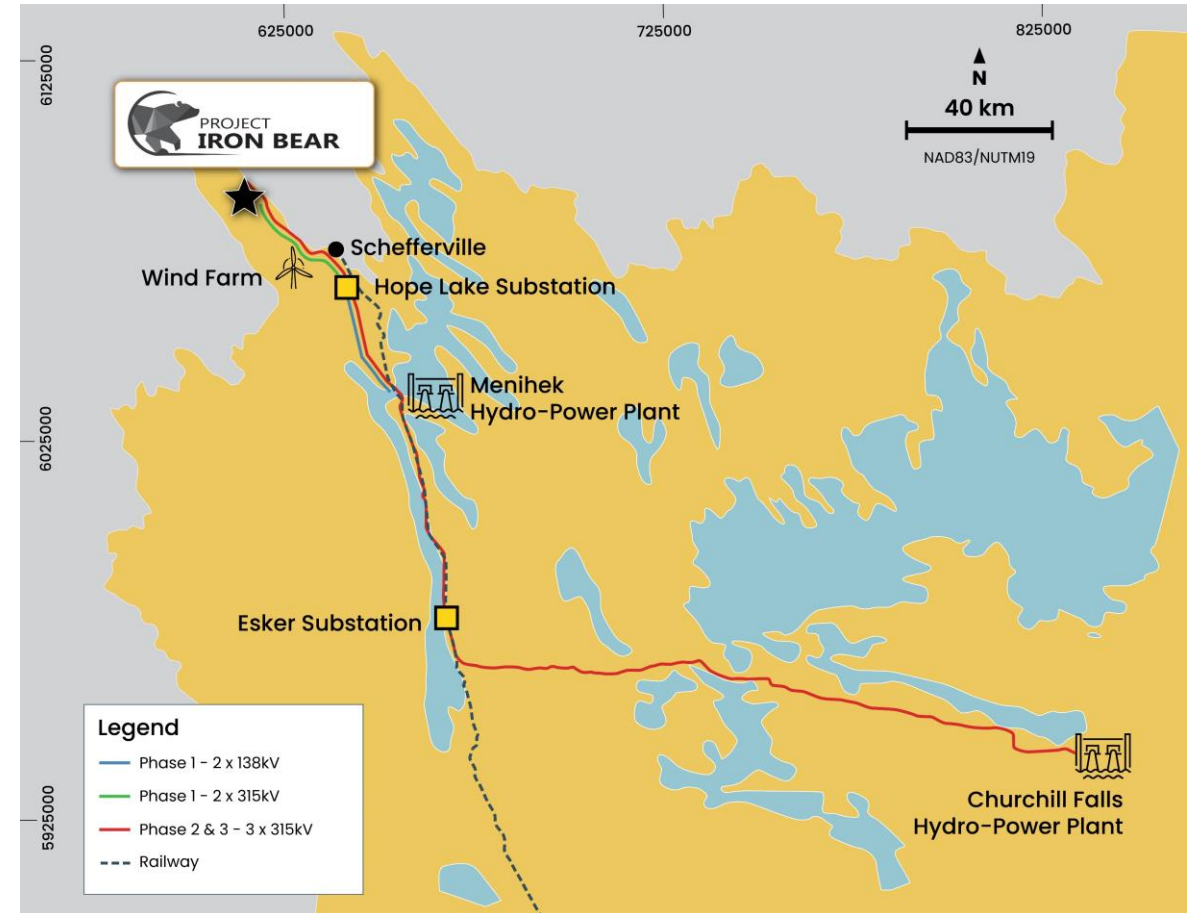 625000
725000
825000
6125000
6025000
5925000
N
40 km
NAD83/NUTM19
PROJECT
IRON BEAR
Schefferville
Wind Farm
Hope Lake Substation
Menihek
Hydro-Power Plant
Esker Substation
Churchill Falls
Hydro-Power Plant
Legend
Phase 1 - 2 x 138kV
Phase 1 - 2 x 315kV
Phase 2 & 3 - 3 x 315kV
Railway